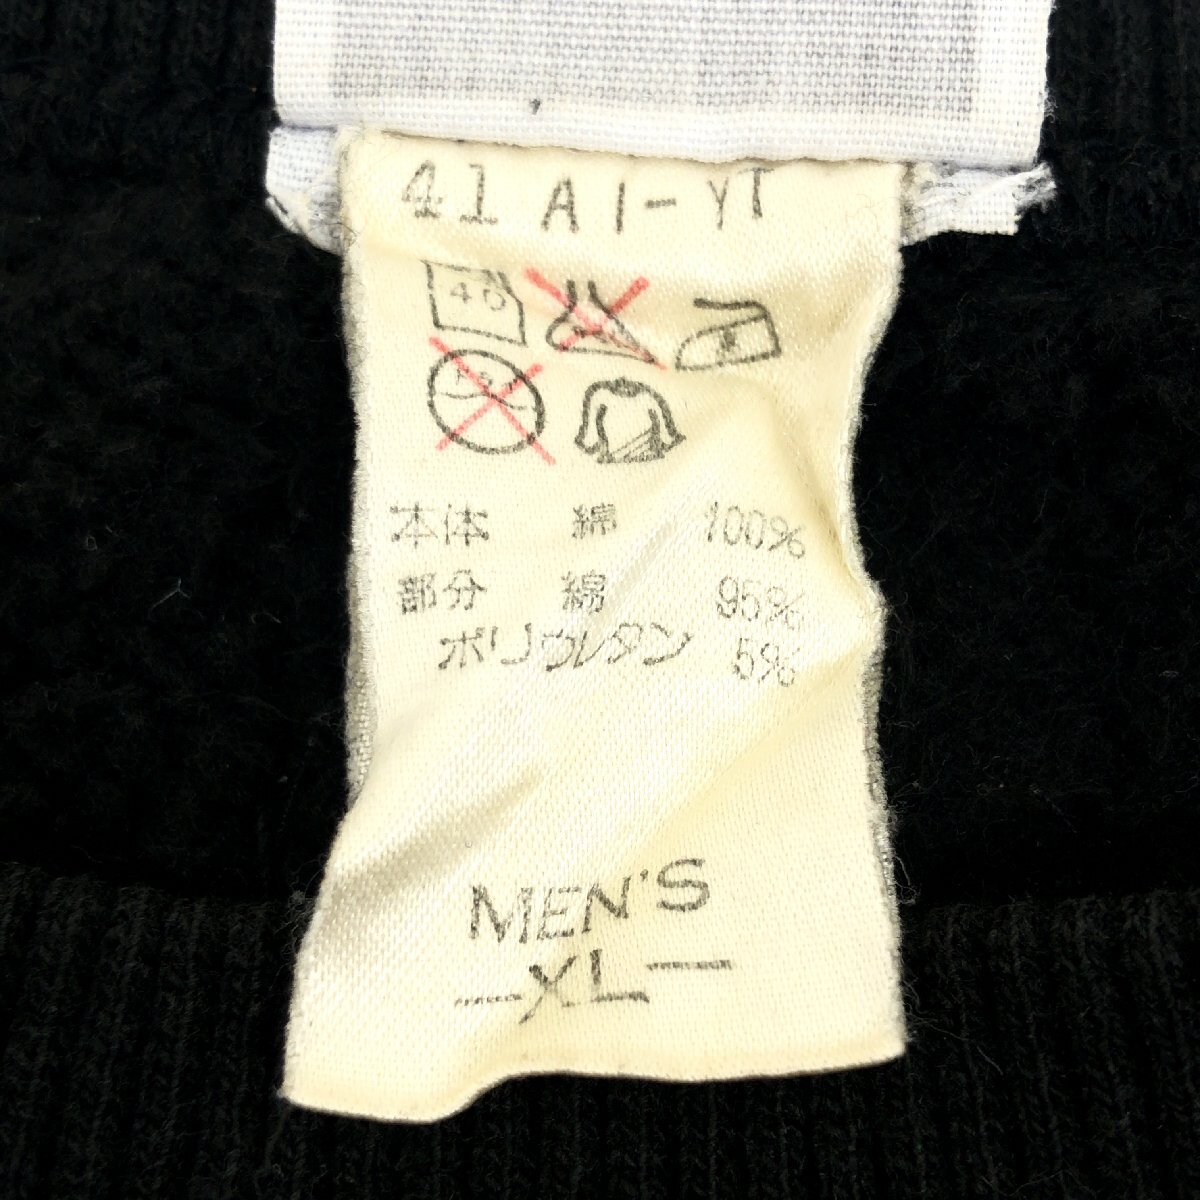 41 A1-YT
40
本体 綿 100%
部分 綿 95%
ポリウレタン 5%
MEN'S
-XL-